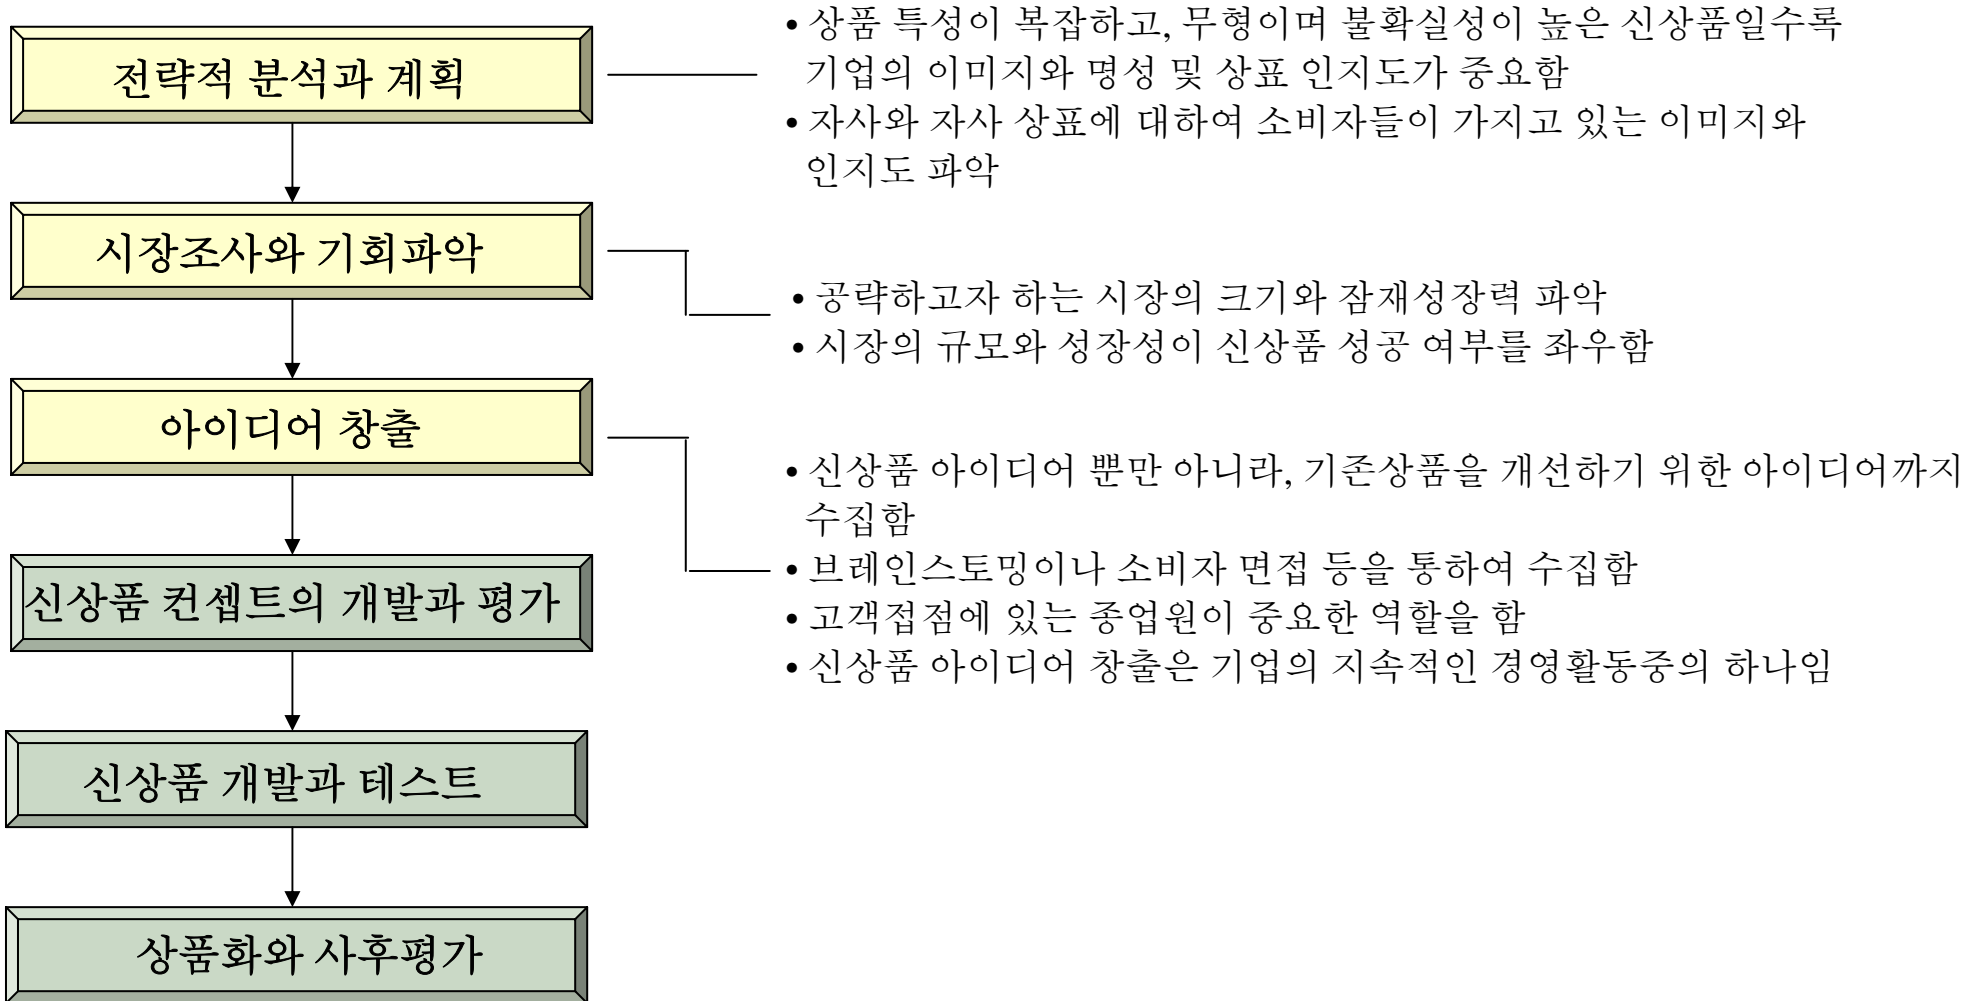 전략적 분석과 계획
• 상품 특성이 복잡하고, 무형이며 불확실성이 높은 신상품일수록
기업의 이미지와 명성 및 상표 인지도가 중요함
• 자사와 자사 상표에 대하여 소비자들이 가지고 있는 이미지와
인지도 파악
시장조사와 기회파악
• 공략하고자 하는 시장의 크기와 잠재성장력 파악
• 시장의 규모와 성장성이 신상품 성공 여부를 좌우함
아이디어 창출
• 신상품 아이디어 뿐만 아니라, 기존상품을 개선하기 위한 아이디어까지
수집함
• 브레인스토밍이나 소비자 면접 등을 통하여 수집함
• 고객접점에 있는 종업원이 중요한 역할을 함
• 신상품 아이디어 창출은 기업의 지속적인 경영활동중의 하나임
신상품 컨셉트의 개발과 평가
신상품 개발과 테스트
상품화와 사후평가